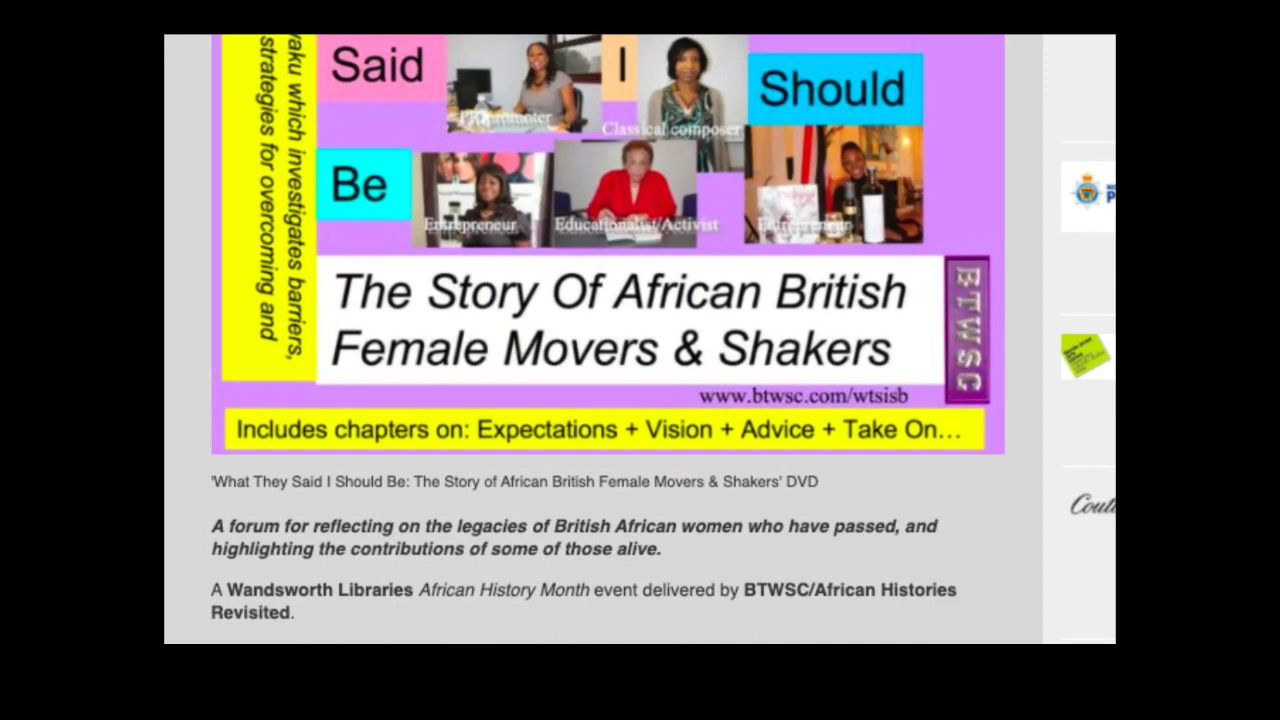 Said
I
Should
Be
PR/promoter
Classical composer
Entrepreneur
Educationalist/Activist
Entrepreneur
which investigates barriers,
strategies for overcoming and
The Story Of African British
Female Movers & Shakers
BTWSC
www.btwsc.com/wtsisb
Includes chapters on: Expectations + Vision + Advice + Take On…
'What They Said I Should Be: The Story of African British Female Movers & Shakers' DVD
A forum for reflecting on the legacies of British African women who have passed, and
highlighting the contributions of some of those alive.
A Wandsworth Libraries African History Month event delivered by BTWSC/African Histories
Revisited.